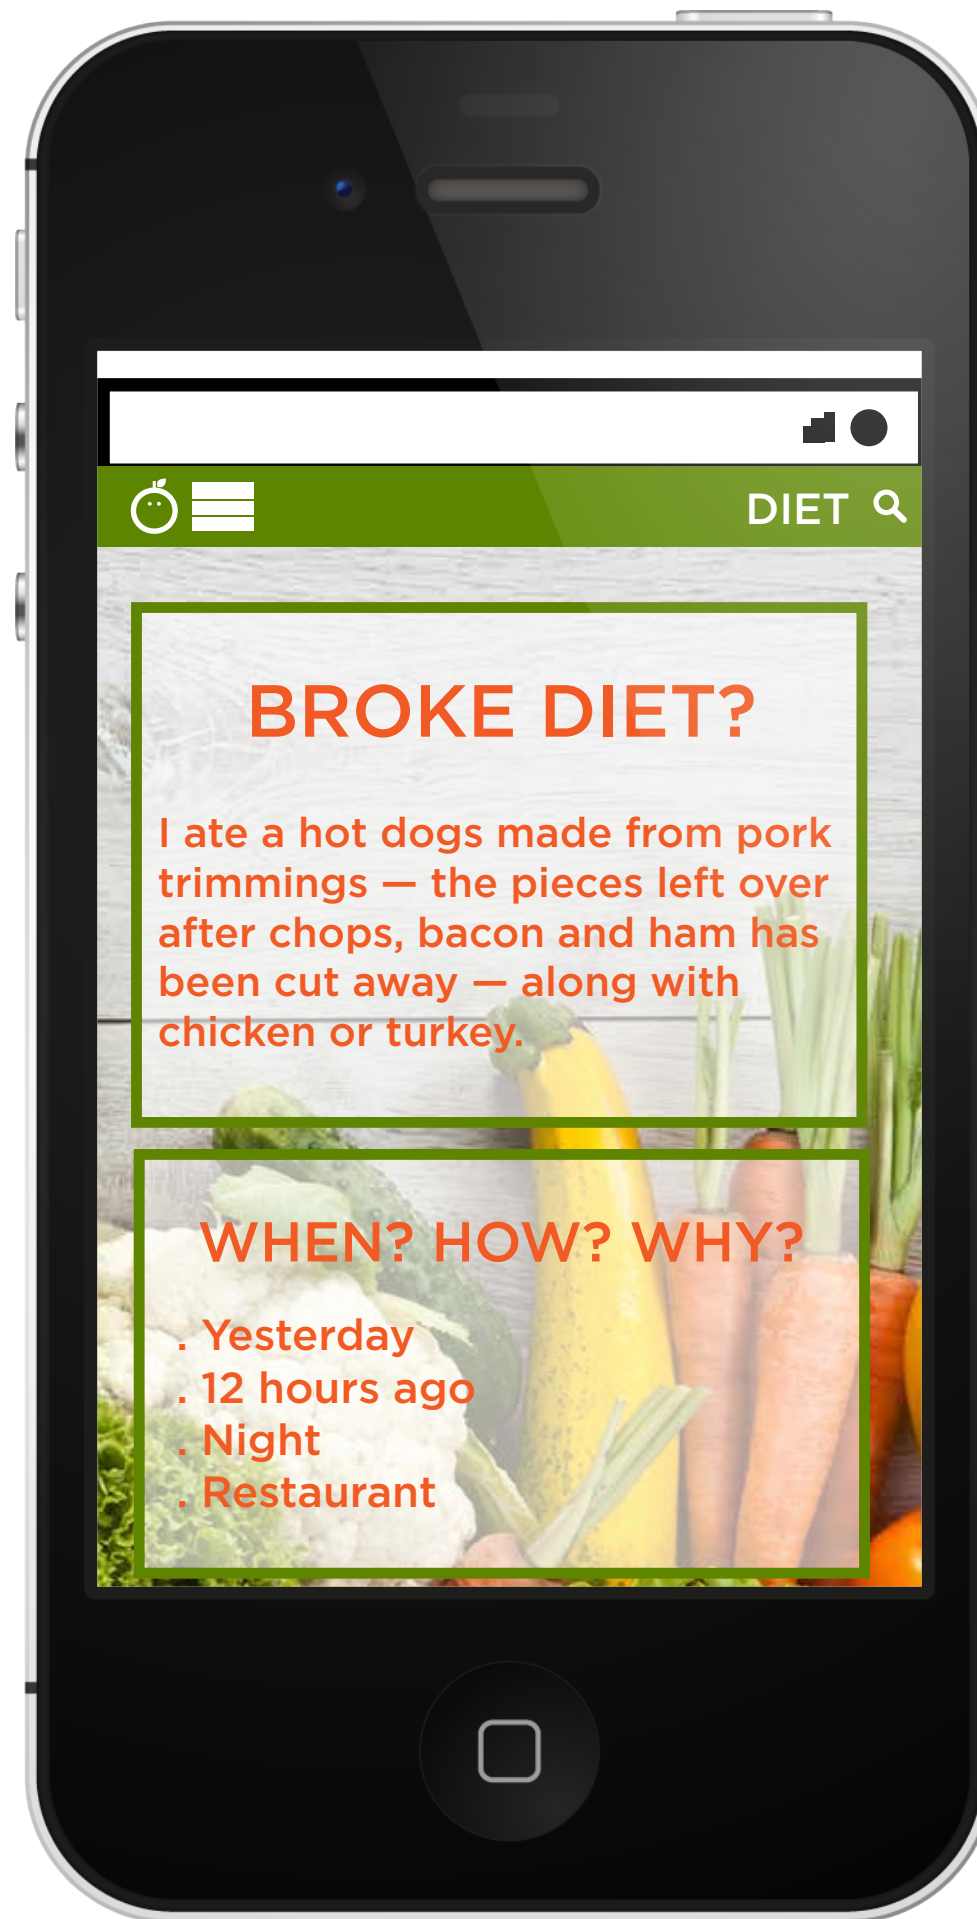 DIET
BROKE DIET?
I ate a hot dogs made from pork
trimmings — the pieces left over
after chops, bacon and ham has
been cut away — along with
chicken or turkey.
WHEN? HOW? WHY?
. Yesterday
. 12 hours ago
. Night
. Restaurant